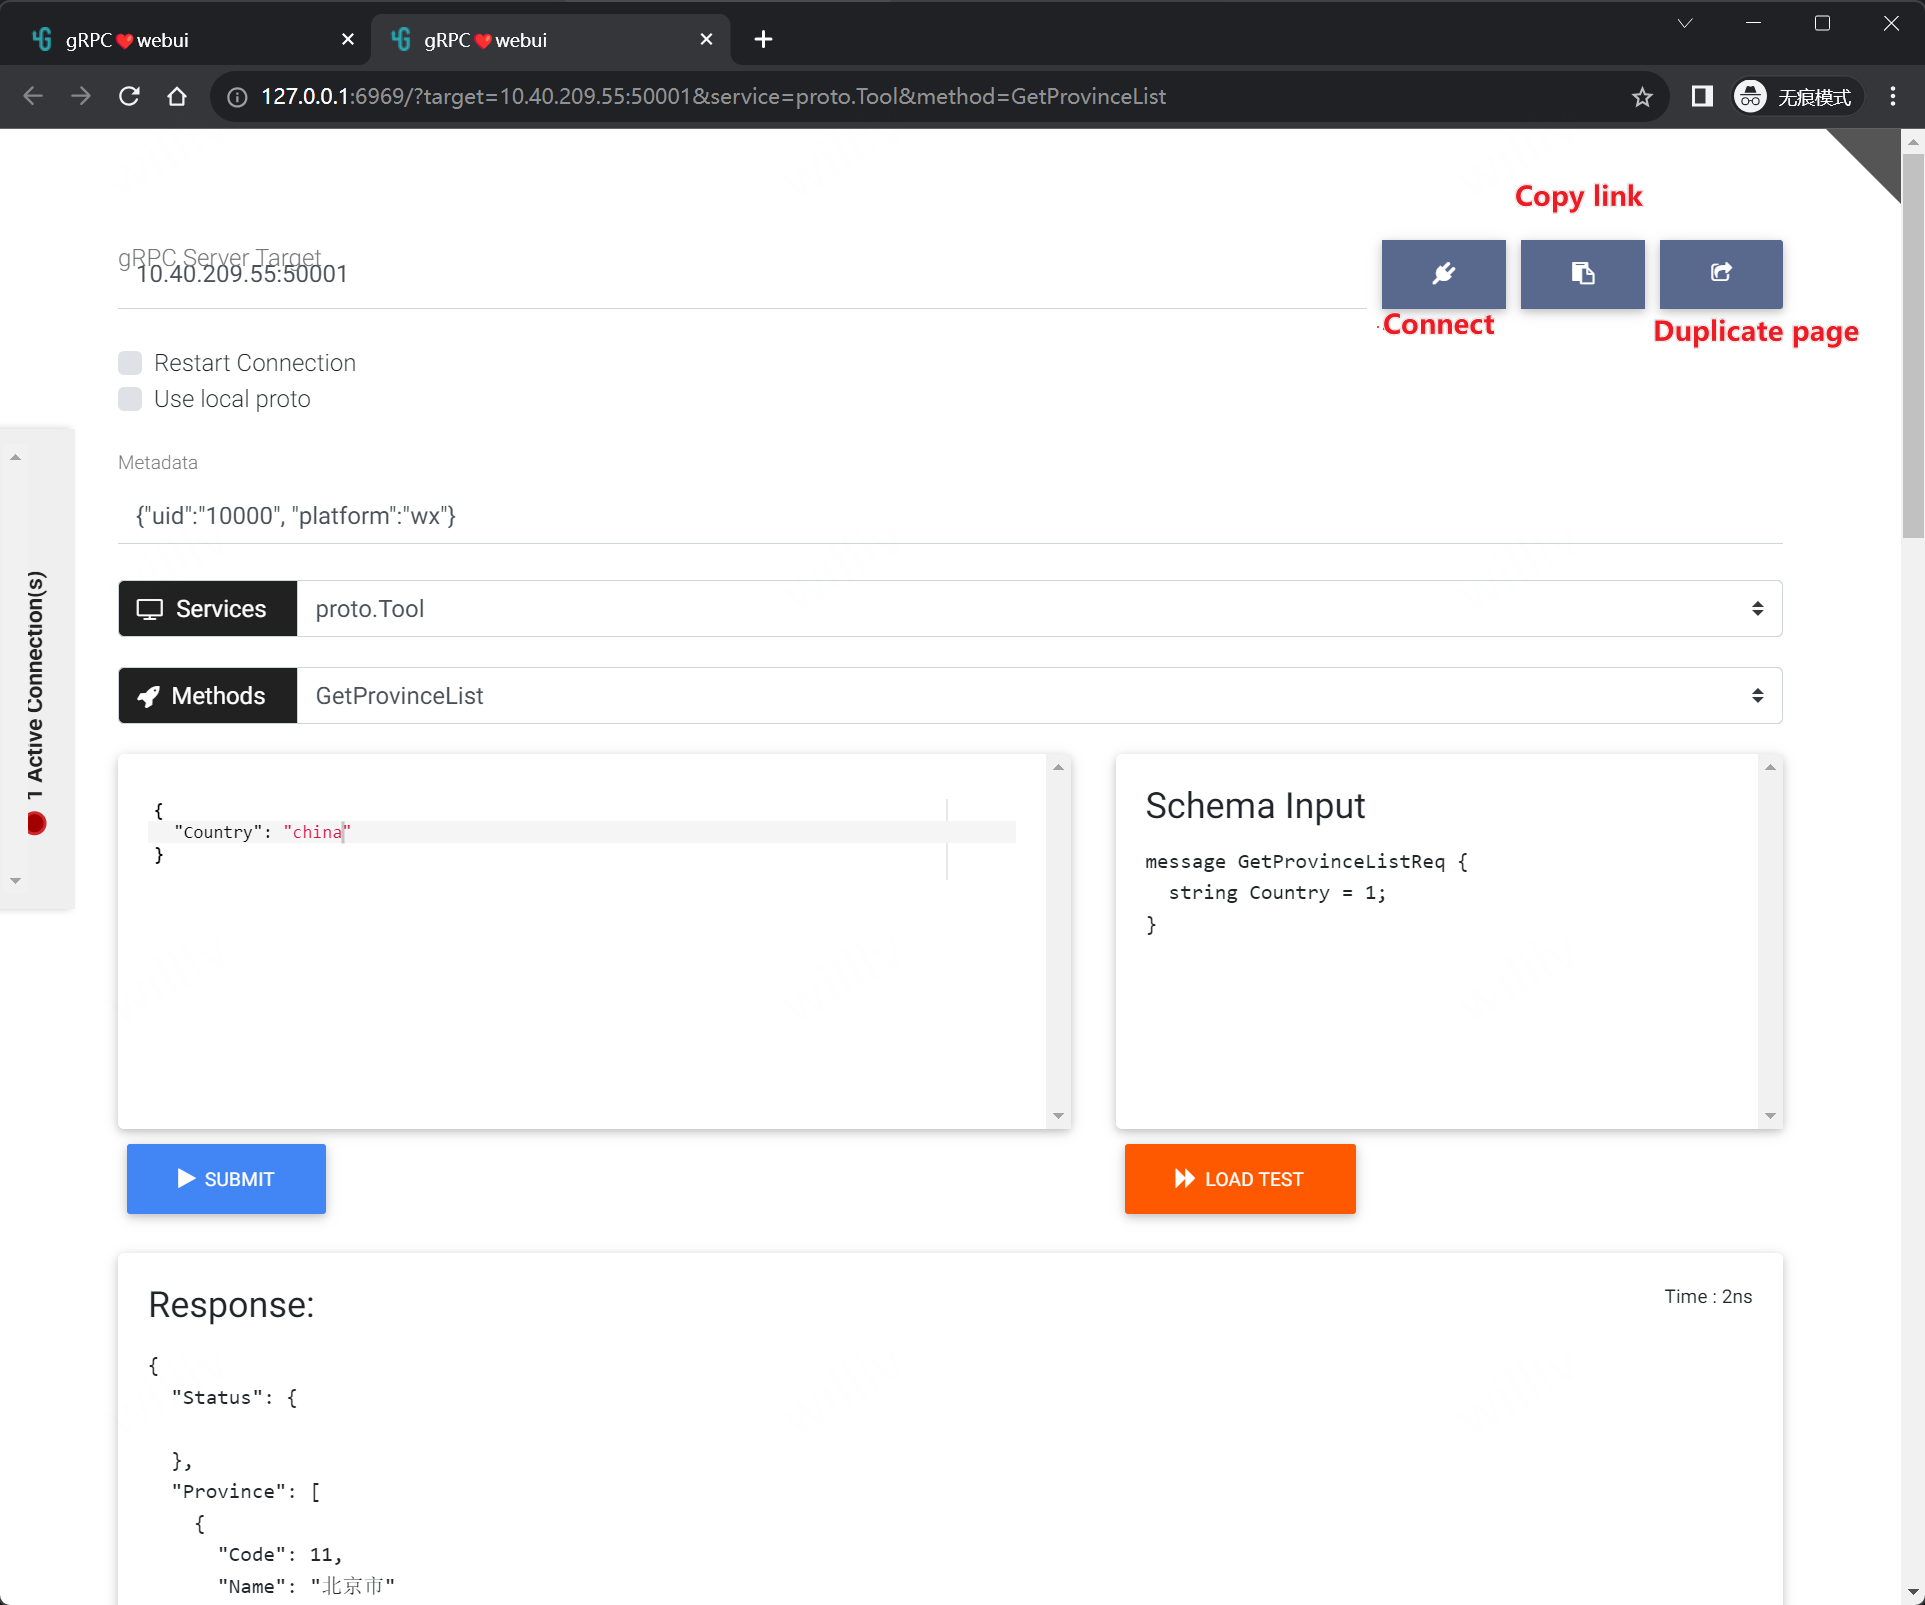 gRPC❤️webui
gRPC❤️webui
127.0.0.1:6969/?target=10.40.209.55:50001&service=proto.Tool&method=GetProvinceList
无痕模式
Copy link
gRPC Server Target
10.40.209.55:50001
Connect
Duplicate page
Restart Connection
Use local proto
Metadata
{"uid":"10000", "platform":"wx"}
1 Active Connection(s)
Services
proto.Tool
Methods
GetProvinceList
{
"Country": "china"
}
Schema Input
message GetProvinceListReq {
string Country = 1;
}
SUBMIT
LOAD TEST
Response:
Time : 2ns
{
"Status": {
},
"Province": [
{
"Code": 11,
"Name": "北京市"